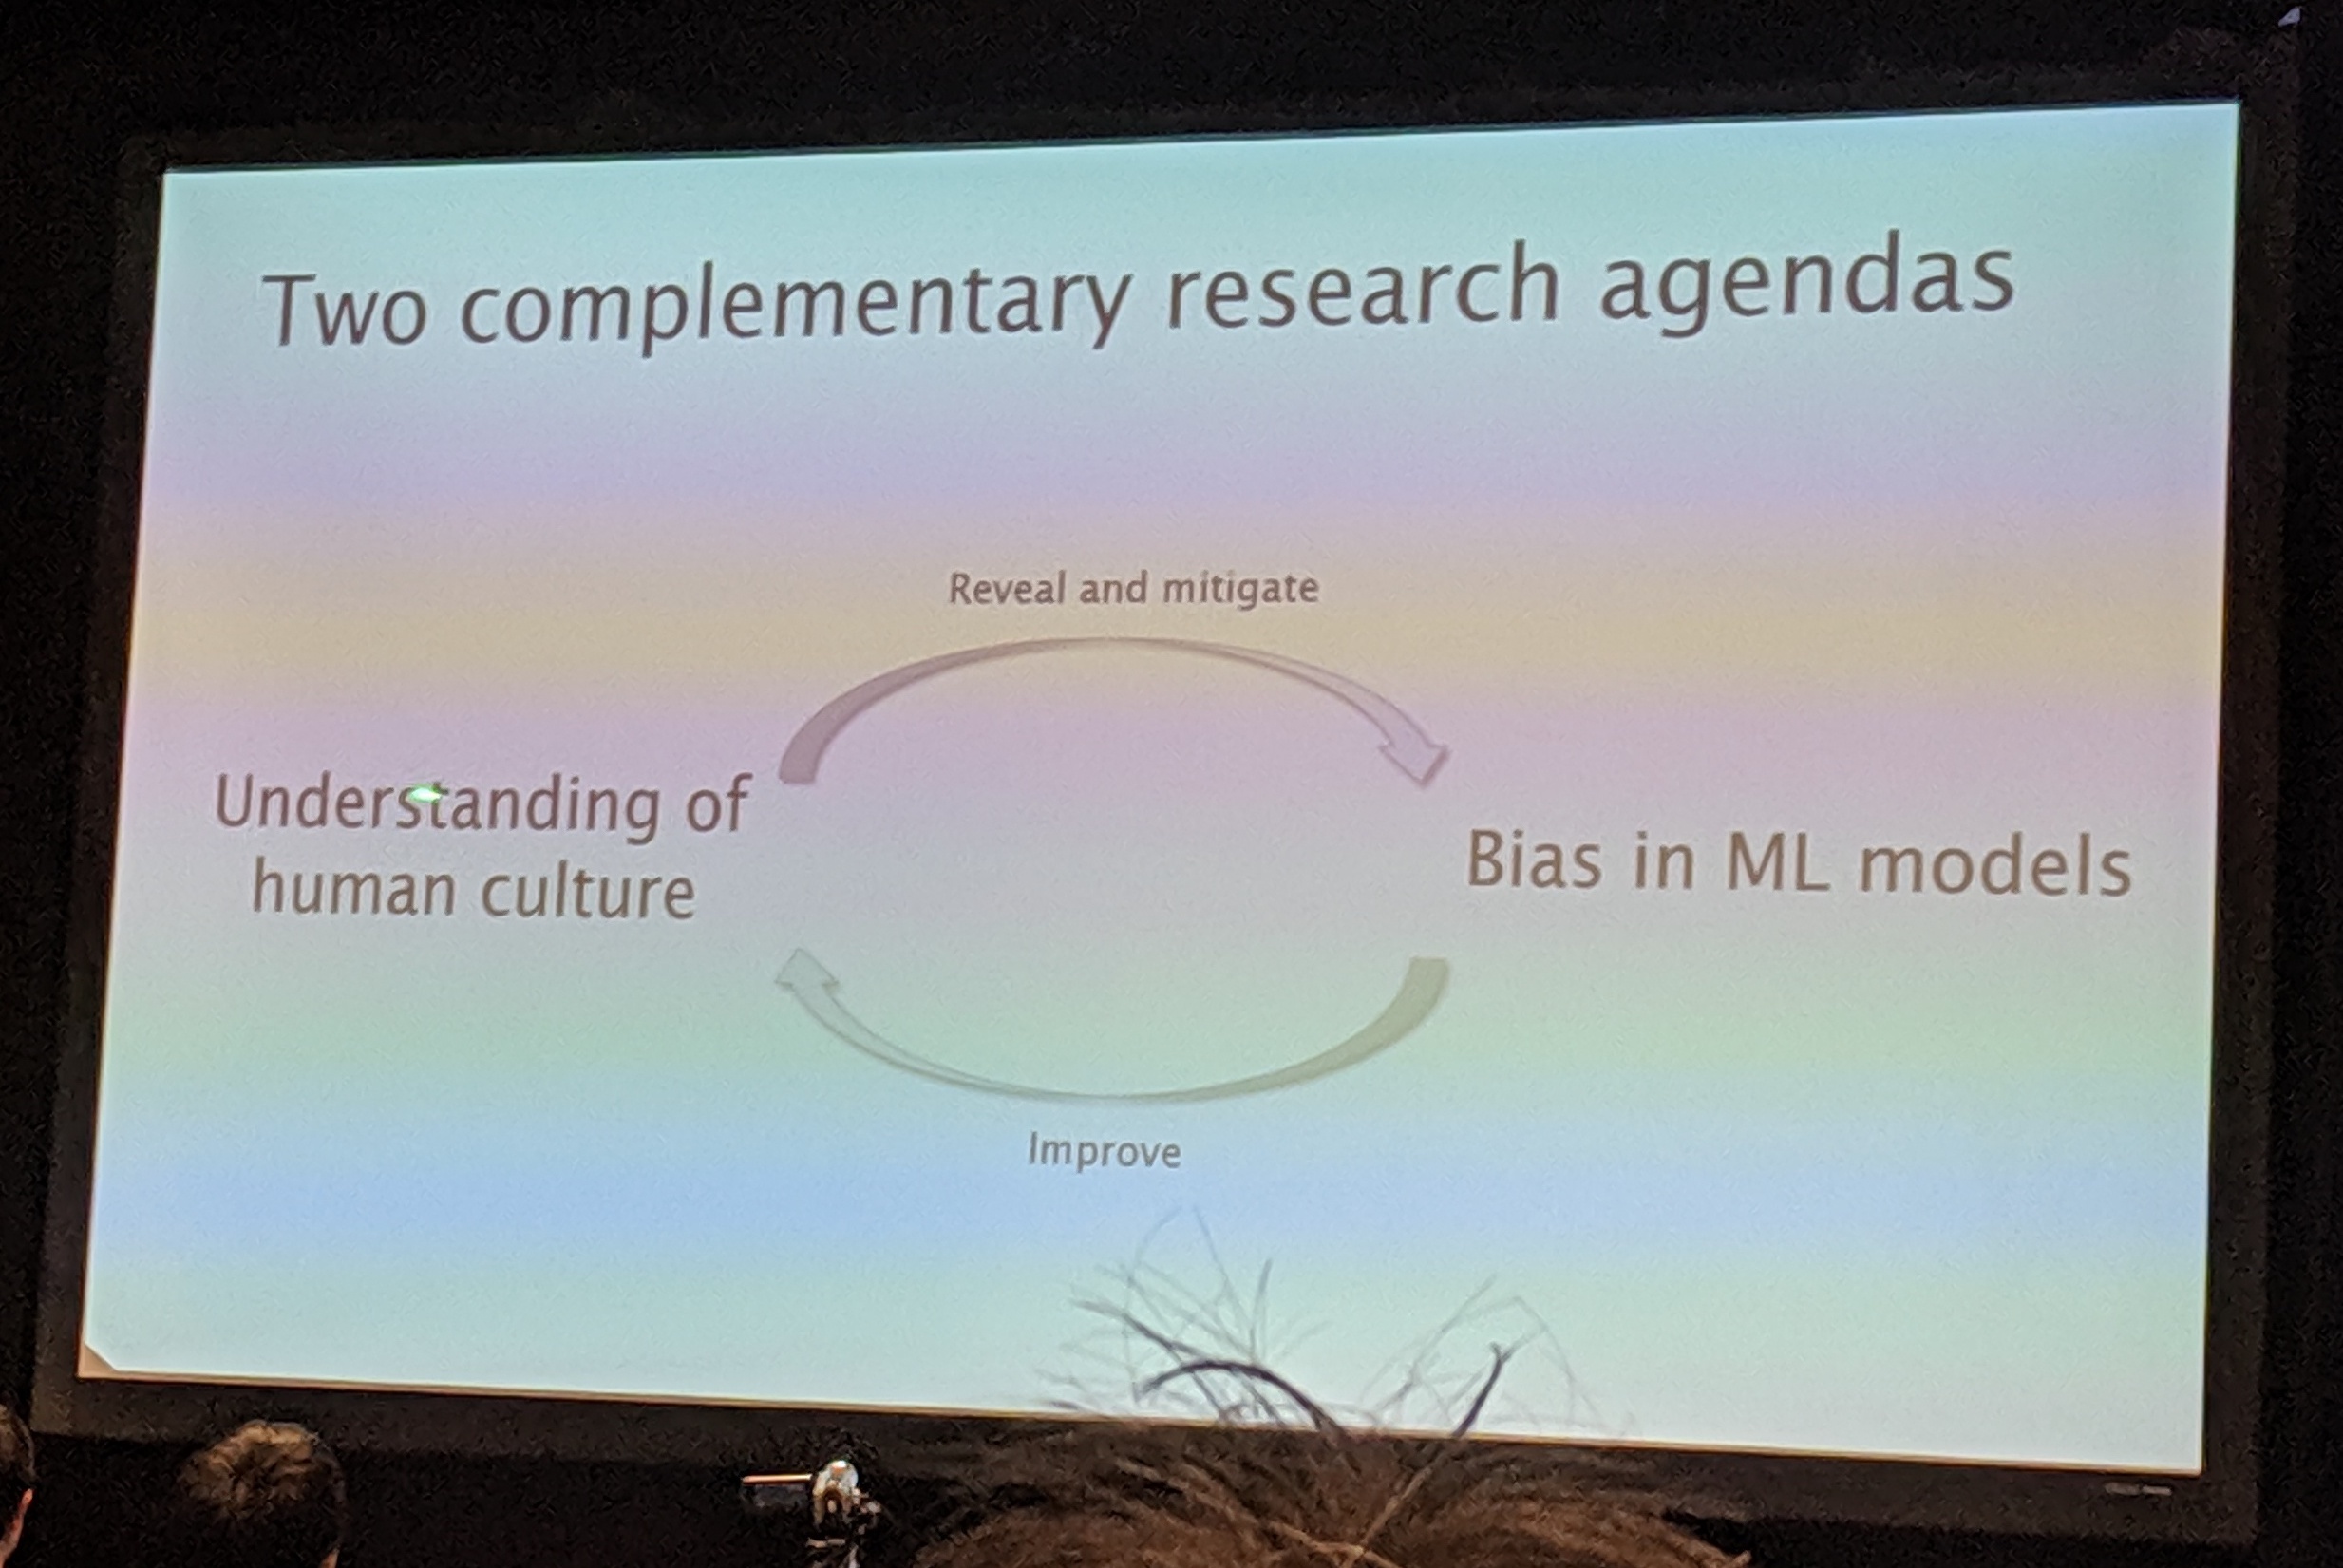 Two complementary research agendas
Reveal and mitigate
Understanding of
human culture
Bias in ML models
Improve